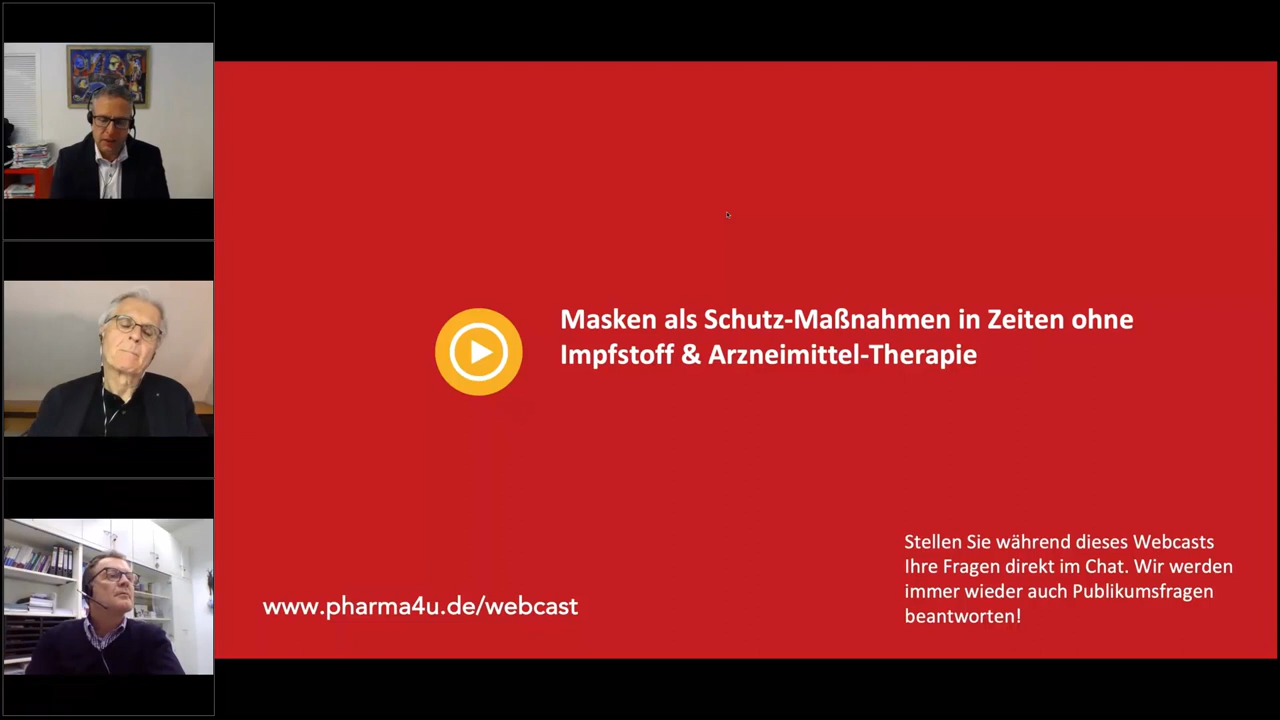 Masken als Schutz-Maßnahmen in Zeiten ohne
Impfstoff & Arzneimittel-Therapie
Stellen Sie während dieses Webcasts
Ihre Fragen direkt im Chat. Wir werden
immer wieder auch Publikumsfragen
beantworten!
www.pharma4u.de/webcast